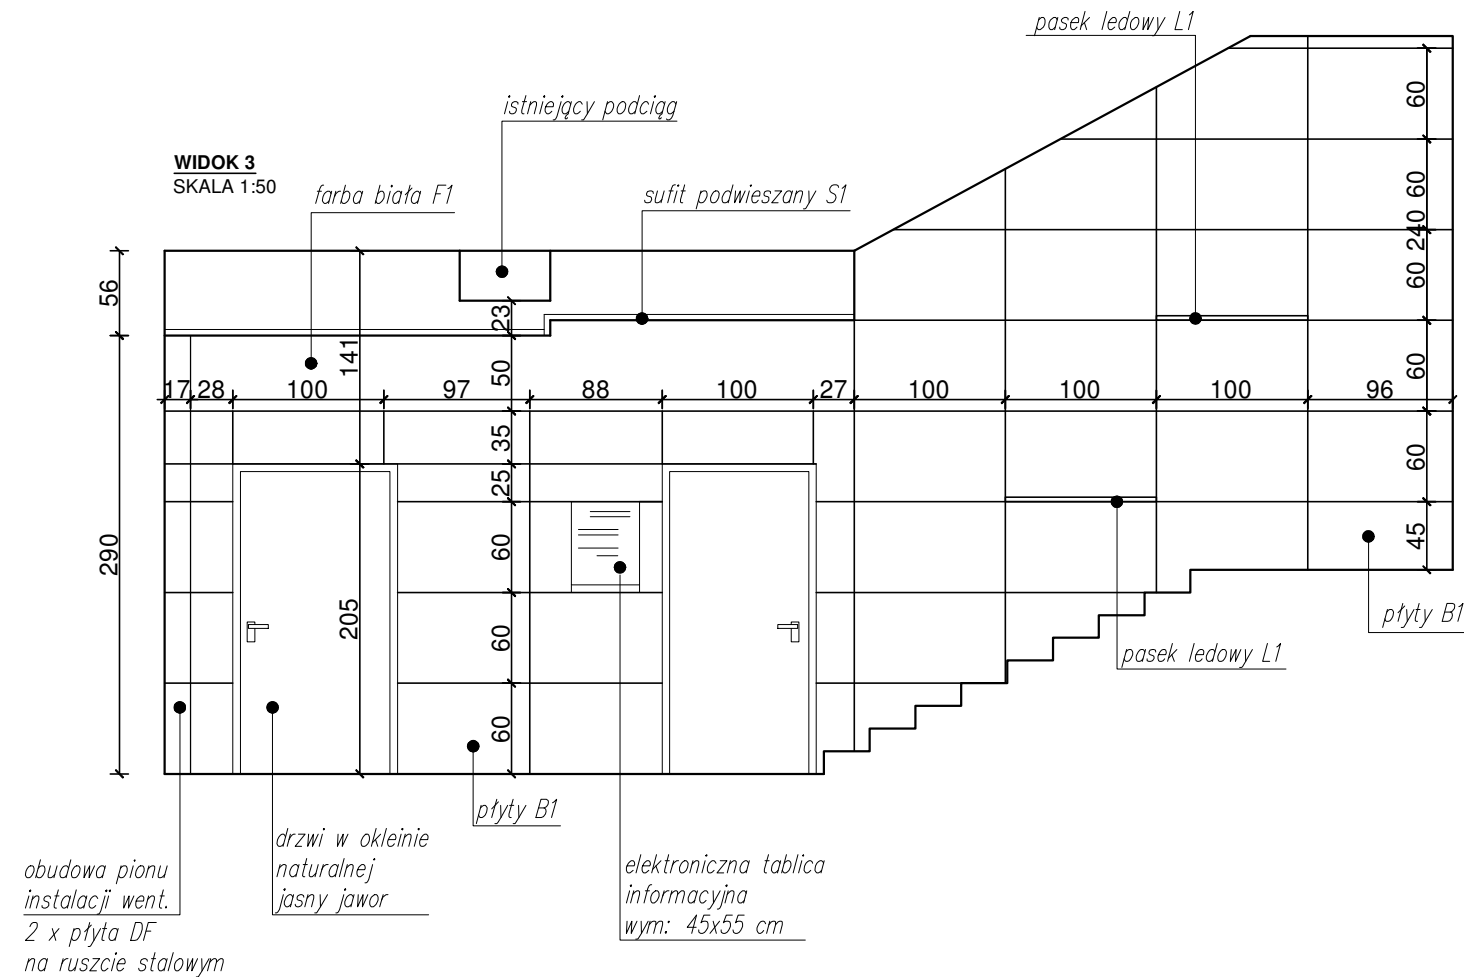 pasek ledowy L1
istniejący podciąg
WIDOK 3
SKALA 1:50
farba biała F1
sufit podwieszany S1
60
60
240
60
56
23
141
50
60
17 28 100 97 88 100 27 100 100 100 96
35
60
25
290
60
45
205
60
60
płyty B1
pasek ledowy L1
płyty B1
drzwi w okleinie
naturalnej
jasny jawor
obudowa pionu
instalacji went.
2 x płyta DF
na ruszcie stalowym
elektroniczna tablica
informacyjna
wym: 45x55 cm